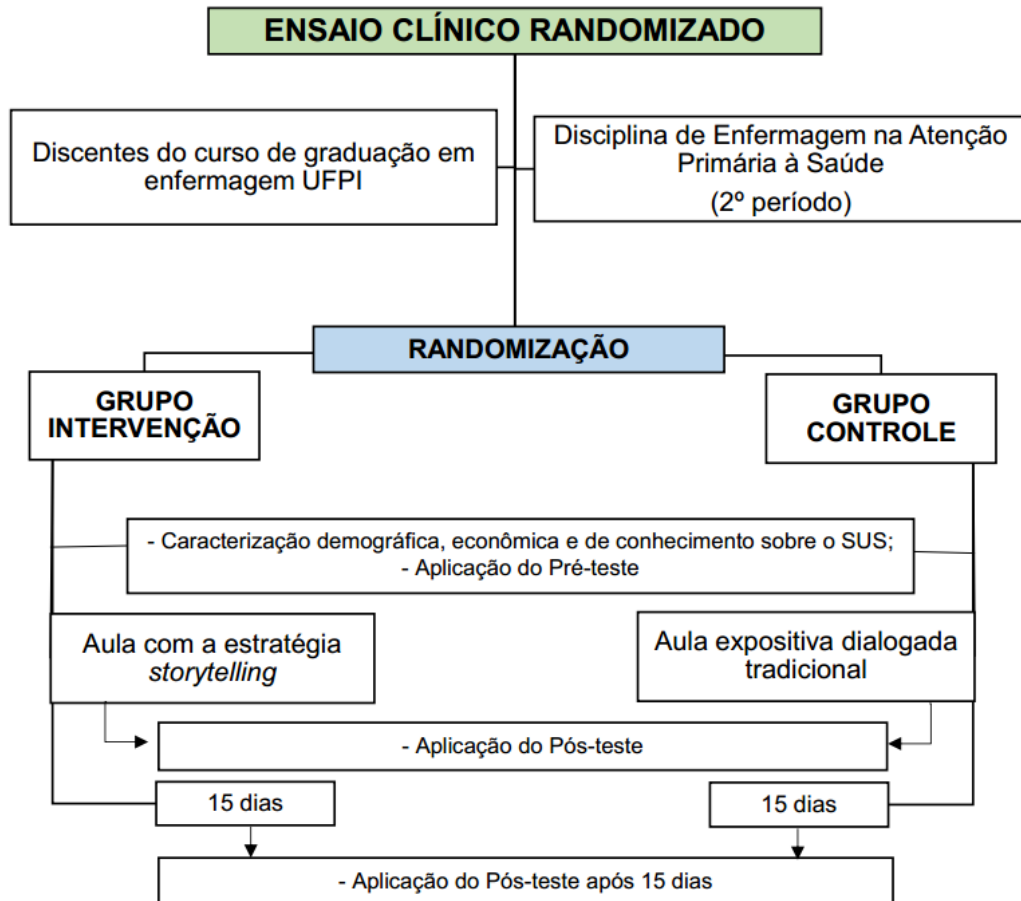 ENSAIO CLÍNICO RANDOMIZADO
Discentes do curso de graduação em
enfermagem UFPI
Disciplina de Enfermagem na Atenção
Primária à Saúde
(2º período)
RANDOMIZAÇÃO
GRUPO
INTERVENÇÃO
GRUPO
CONTROLE
- Caracterização demográfica, econômica e de conhecimento sobre o SUS;
- Aplicação do Pré-teste
Aula com a estratégia
storytelling
Aula expositiva dialogada
tradicional
- Aplicação do Pós-teste
15 dias
15 dias
- Aplicação do Pós-teste após 15 dias